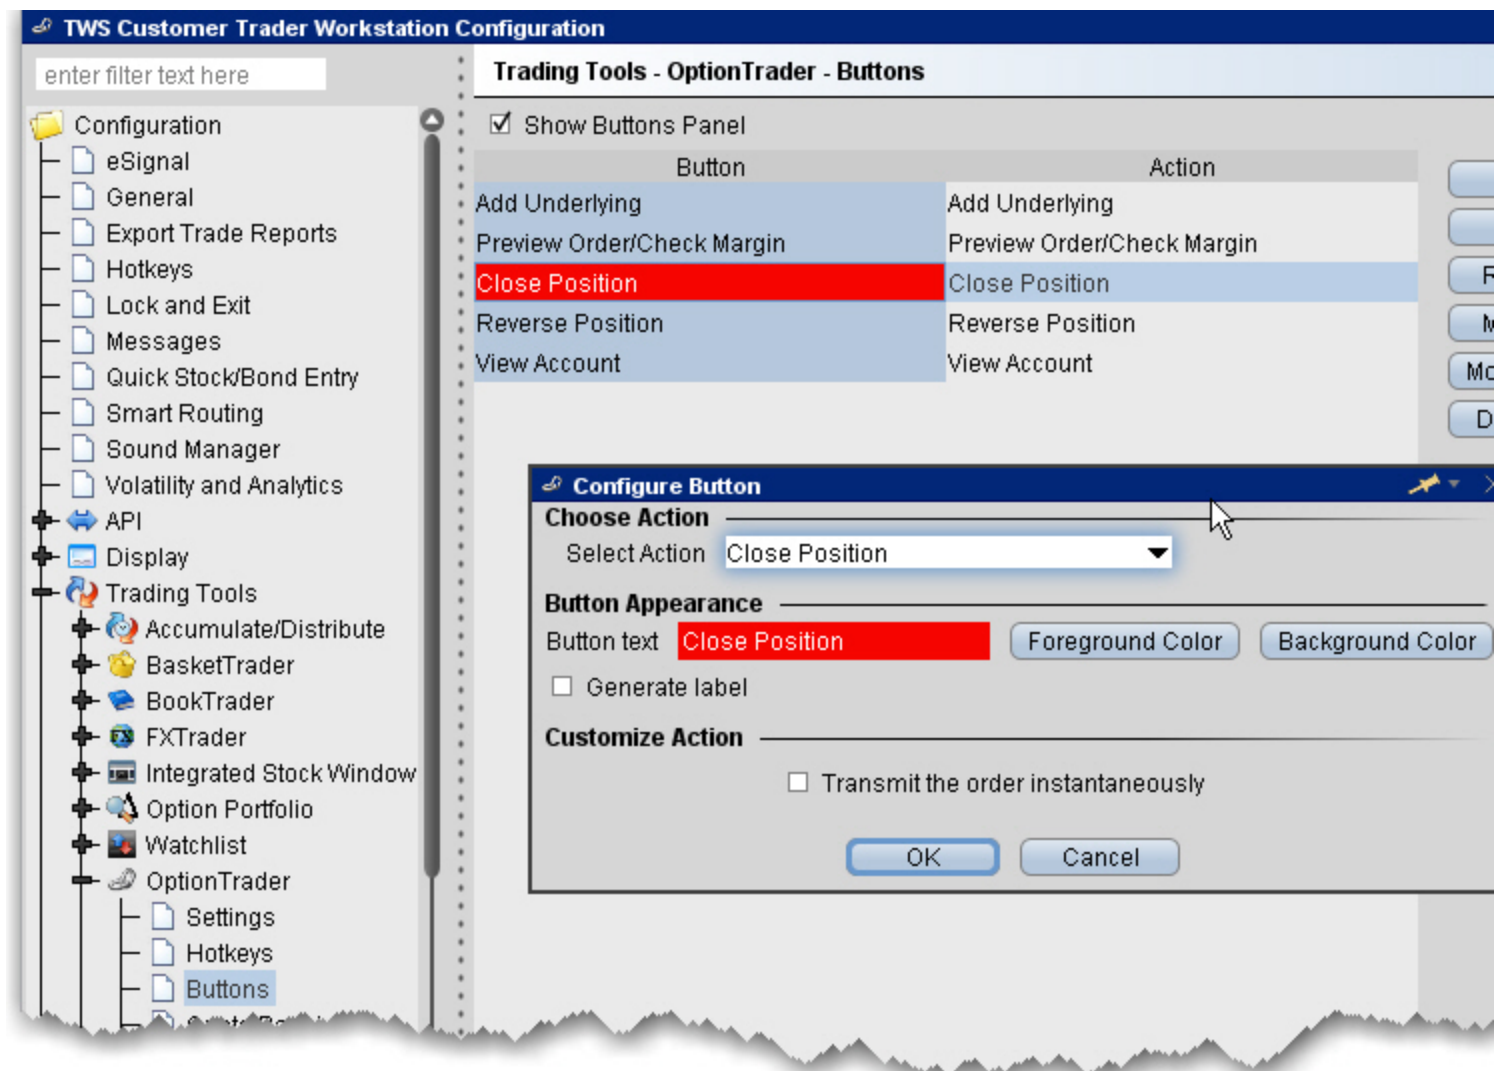 TWS Customer Trader Workstation Configuration
enter filter text here
Configuration
eSignal
General
Export Trade Reports
Hotkeys
Lock and Exit
Messages
Quick Stock/Bond Entry
Smart Routing
Sound Manager
Volatility and Analytics
API
Display
Trading Tools
Accumulate/Distribute
BasketTrader
BookTrader
FXTrader
Integrated Stock Window
Option Portfolio
Watchlist
OptionTrader
Settings
Hotkeys
Buttons
Trading Tools - OptionTrader - Buttons
Show Buttons Panel
Button Action
Add Underlying Add Underlying
Preview Order/Check Margin Preview Order/Check Margin
Close Position Close Position
Reverse Position Reverse Position
View Account View Account
Configure Button
Choose Action
Select Action Close Position
Button Appearance
Button text Close Position Foreground Color Background Color
Generate label
Customize Action
Transmit the order instantaneously
OK Cancel